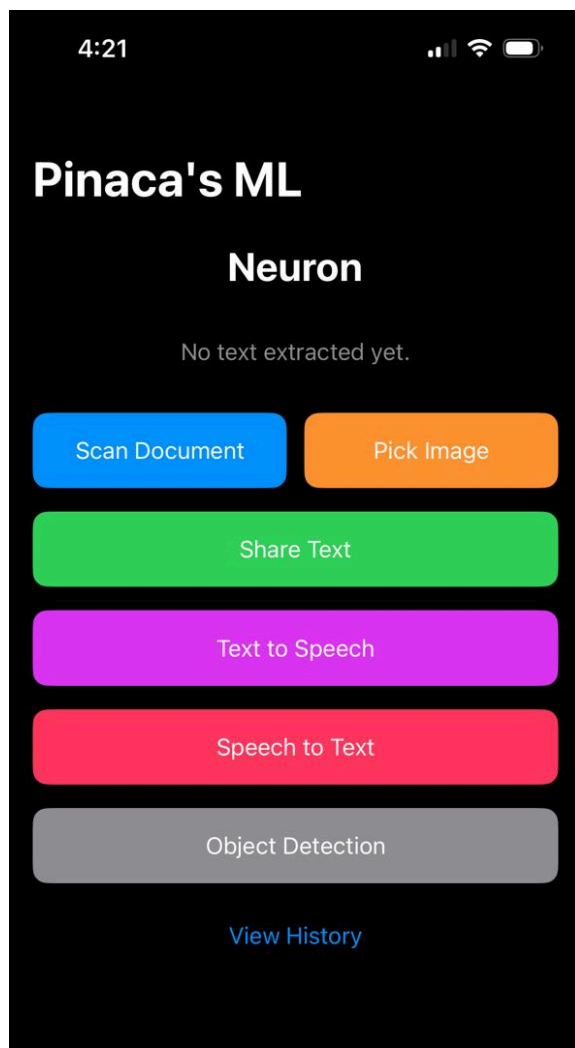 4:21
Pinaca's ML
Neuron
No text extracted yet.
Scan Document Pick Image
Share Text
Text to Speech
Speech to Text
Object Detection
View History